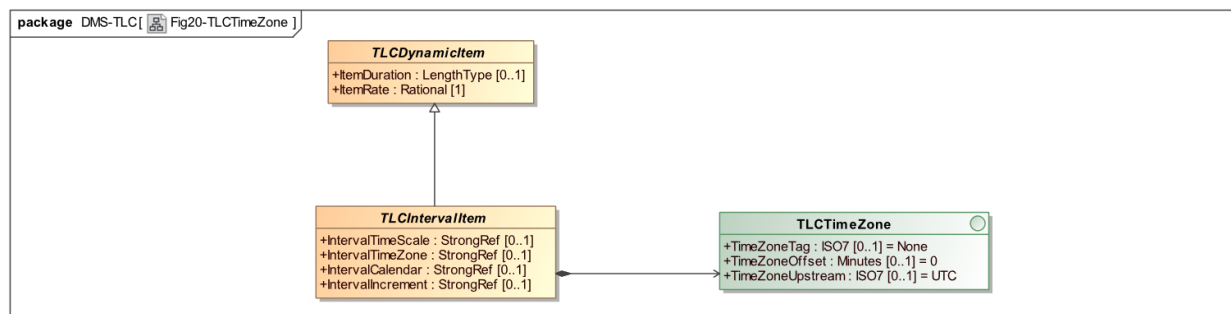 package DMS-TLC[ Fig20-TLCTimeZone ]
TLCDynamicItem
+ItemDuration : LengthType [0..1]
+ItemRate : Rational [1]
TLCIntervalItem
+IntervalTimeScale : StrongRef [0..1]
+IntervalTimeZone : StrongRef [0..1]
+IntervalCalendar : StrongRef [0..1]
+IntervalIncrement : StrongRef [0..1]
TLCTimeZone
+TimeZoneTag : ISO7 [0..1] = None
+TimeZoneOffset : Minutes [0..1] = 0
+TimeZoneUpstream : ISO7 [0..1] = UTC